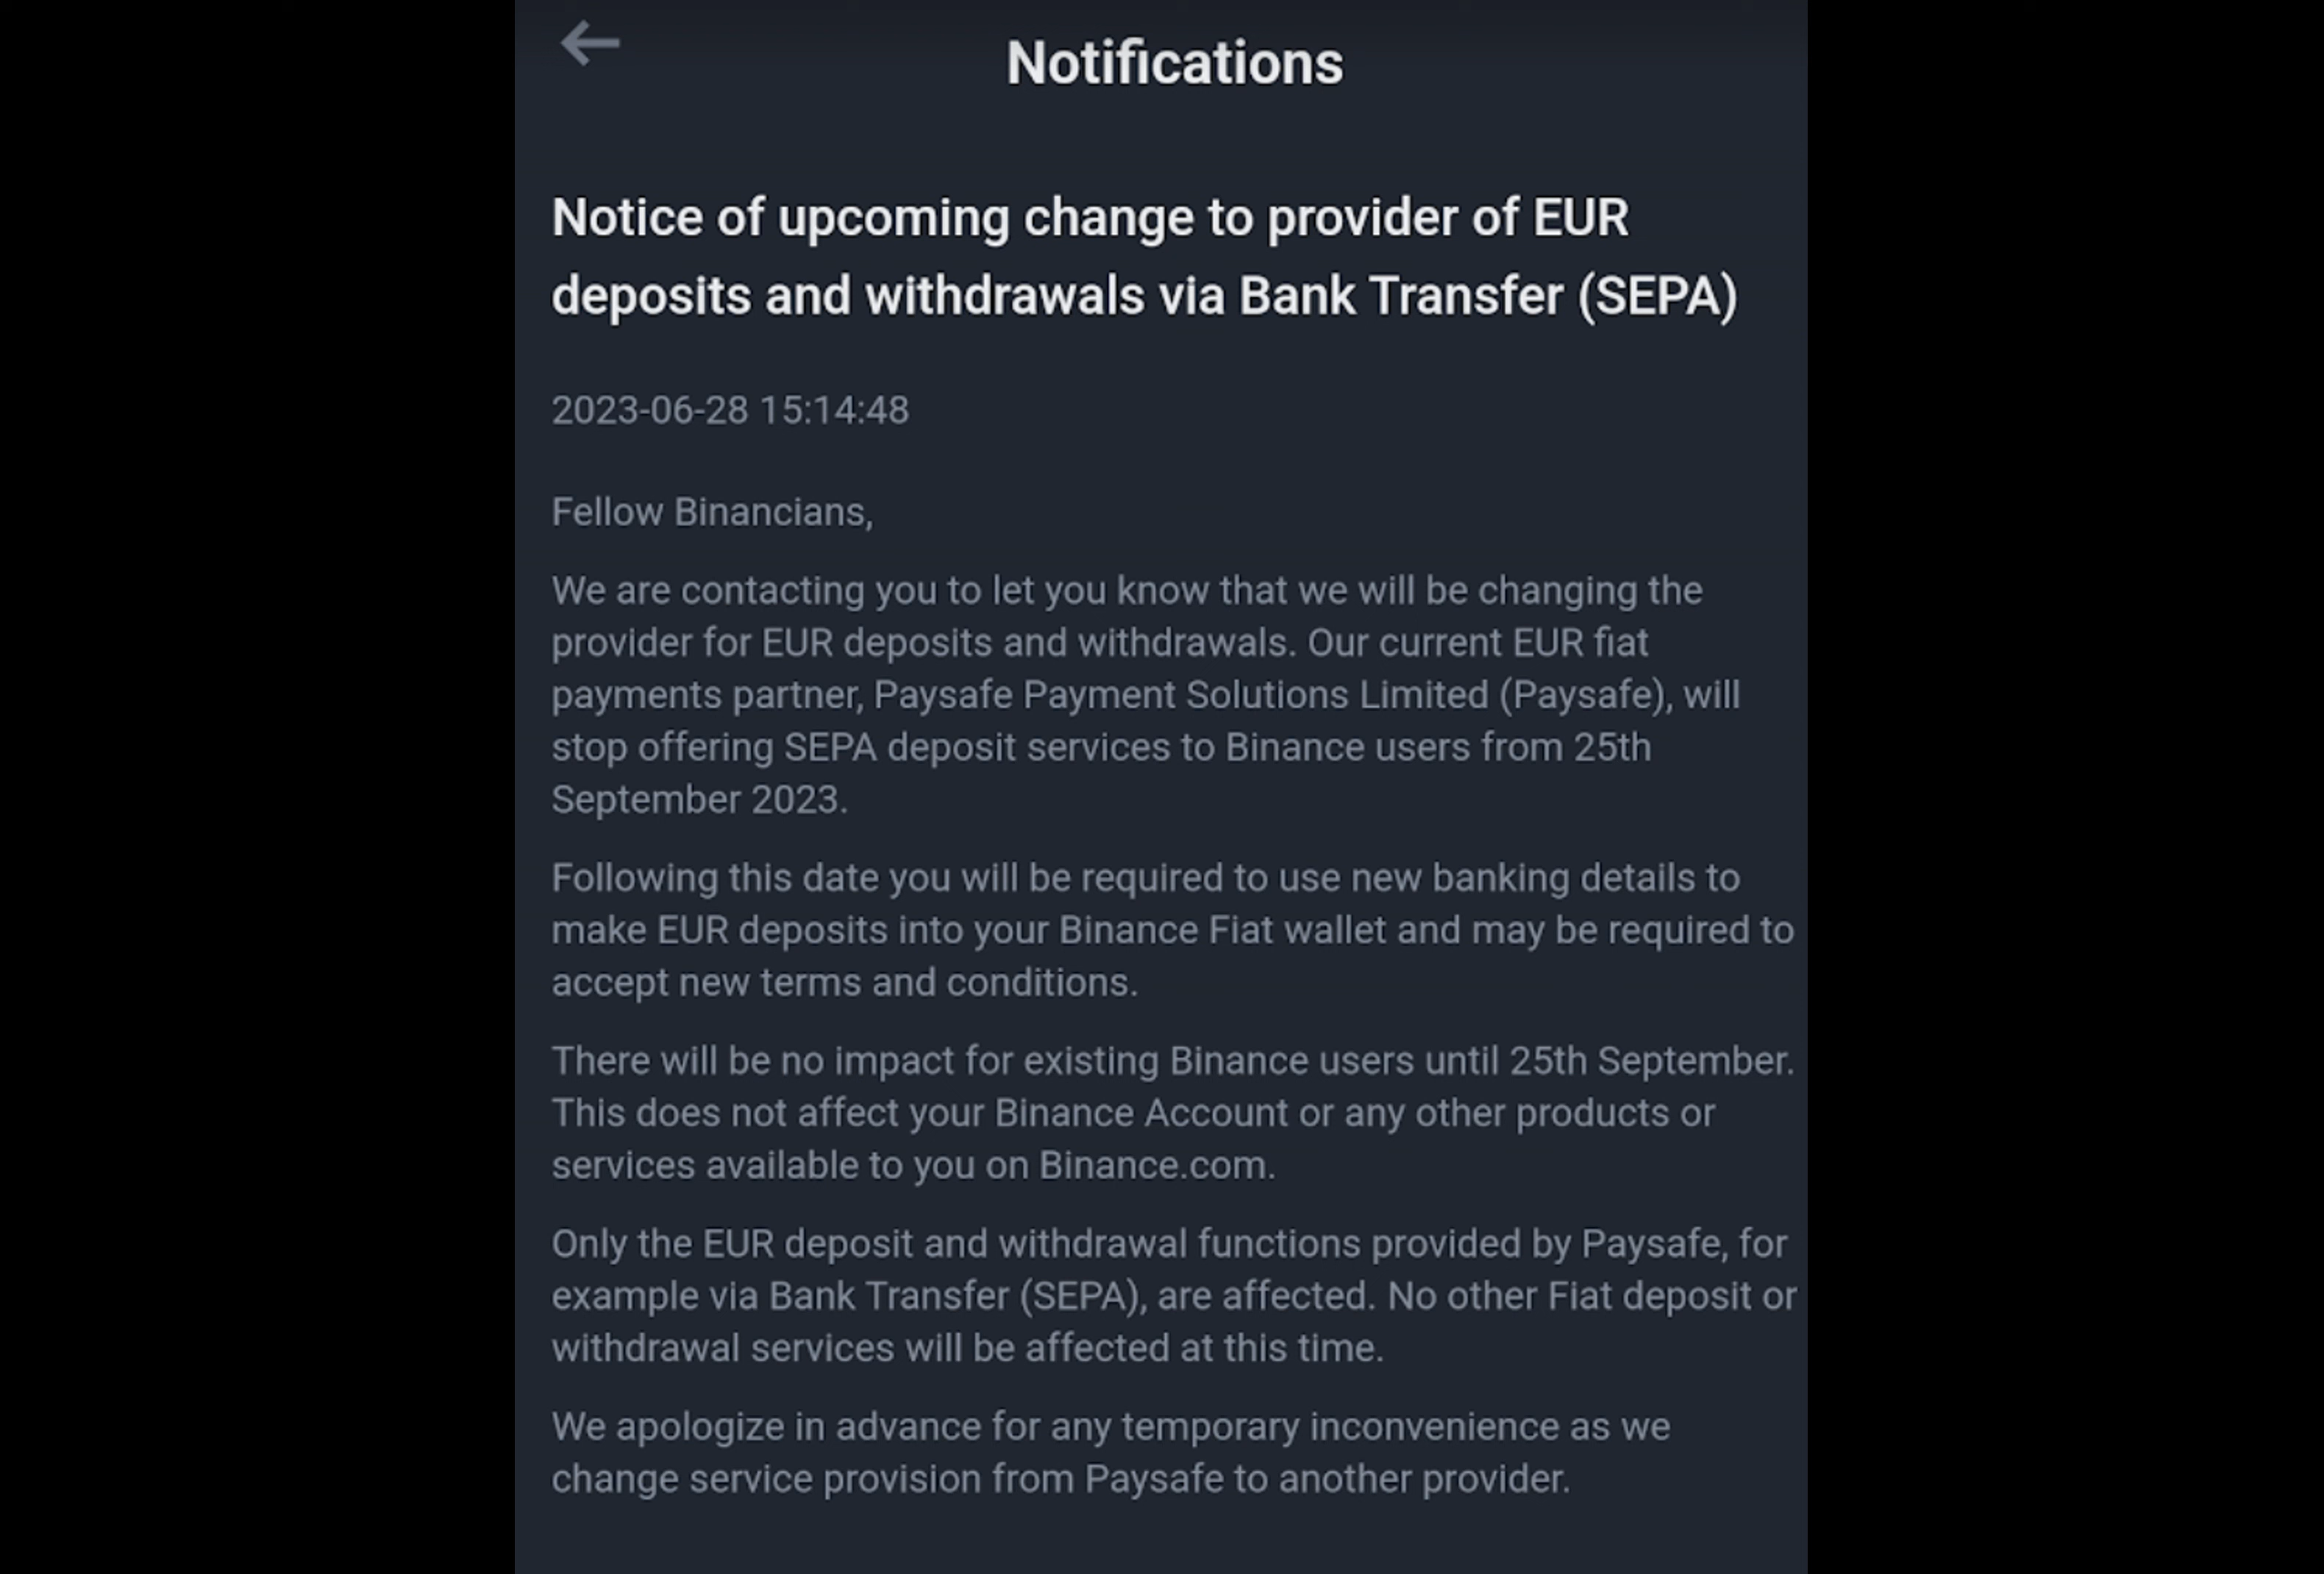 Notifications
Notice of upcoming change to provider of EUR
deposits and withdrawals via Bank Transfer (SEPA)
2023-06-28 15:14:48
Fellow Binancians,
We are contacting you to let you know that we will be changing the
provider for EUR deposits and withdrawals. Our current EUR fiat
payments partner, Paysafe Payment Solutions Limited (Paysafe), will
stop offering SEPA deposit services to Binance users from 25th
September 2023.
Following this date you will be required to use new banking details to
make EUR deposits into your Binance Fiat wallet and may be required to
accept new terms and conditions.
There will be no impact for existing Binance users until 25th September.
This does not affect your Binance Account or any other products or
services available to you on Binance.com.
Only the EUR deposit and withdrawal functions provided by Paysafe, for
example via Bank Transfer (SEPA), are affected. No other Fiat deposit or
withdrawal services will be affected at this time.
We apologize in advance for any temporary inconvenience as we
change service provision from Paysafe to another provider.